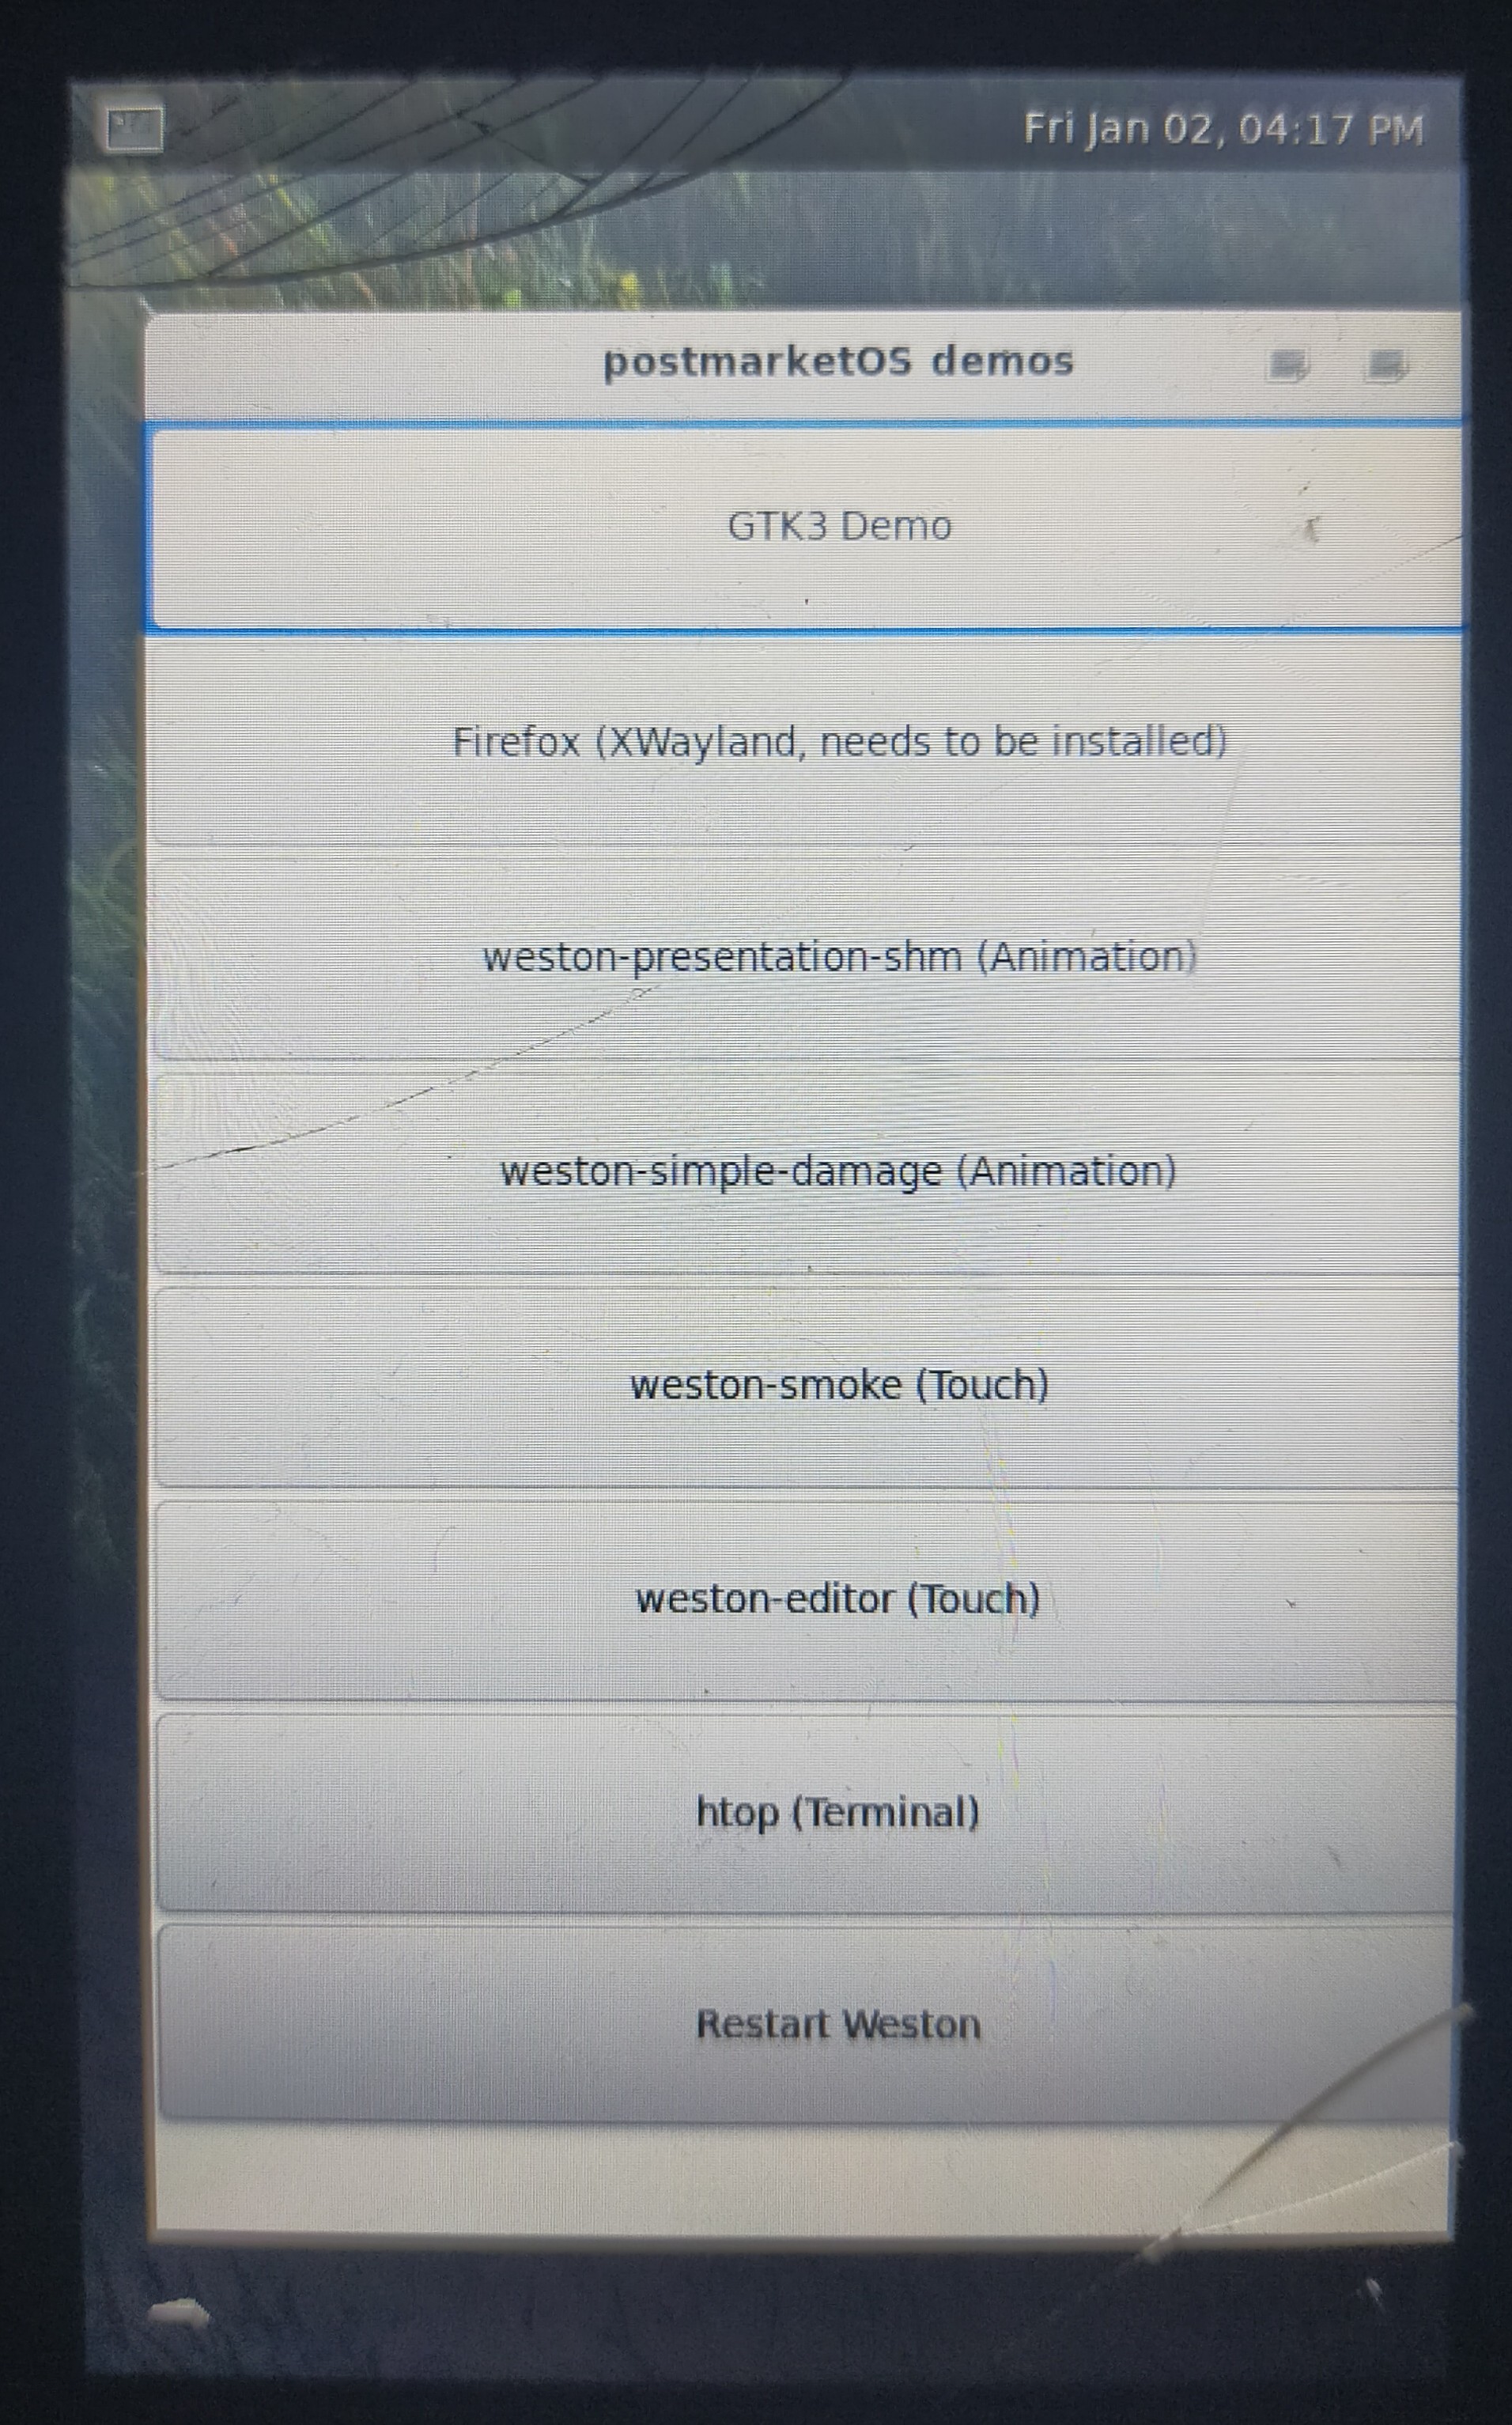 Fri Jan 02, 04:17 PM
postmarketOS demos
GTK3 Demo
Firefox (XWayland, needs to be installed)
weston-presentation-shm (Animation)
weston-simple-damage (Animation)
weston-smoke (Touch)
weston-editor (Touch)
htop (Terminal)
Restart Weston